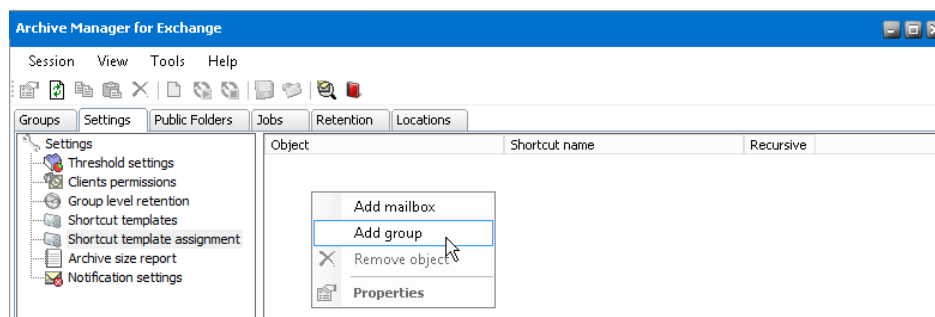 Archive Manager for Exchange
Session View Tools Help
Groups Settings Public Folders Jobs Retention Locations
Settings
Threshold settings
Clients permissions
Group level retention
Shortcut templates
Shortcut template assignment
Archive size report
Notification settings
Object Shortcut name Recursive
Add mailbox
Add group
Remove object
Properties